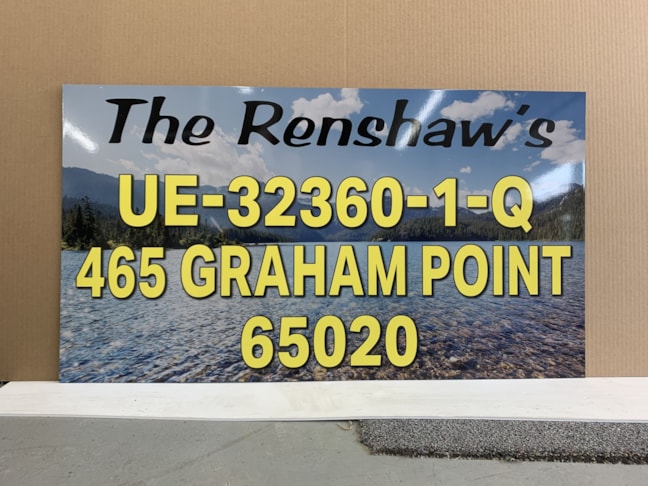 The Renshaw's
UE-32360-1-Q
465 GRAHAM POINT
65020